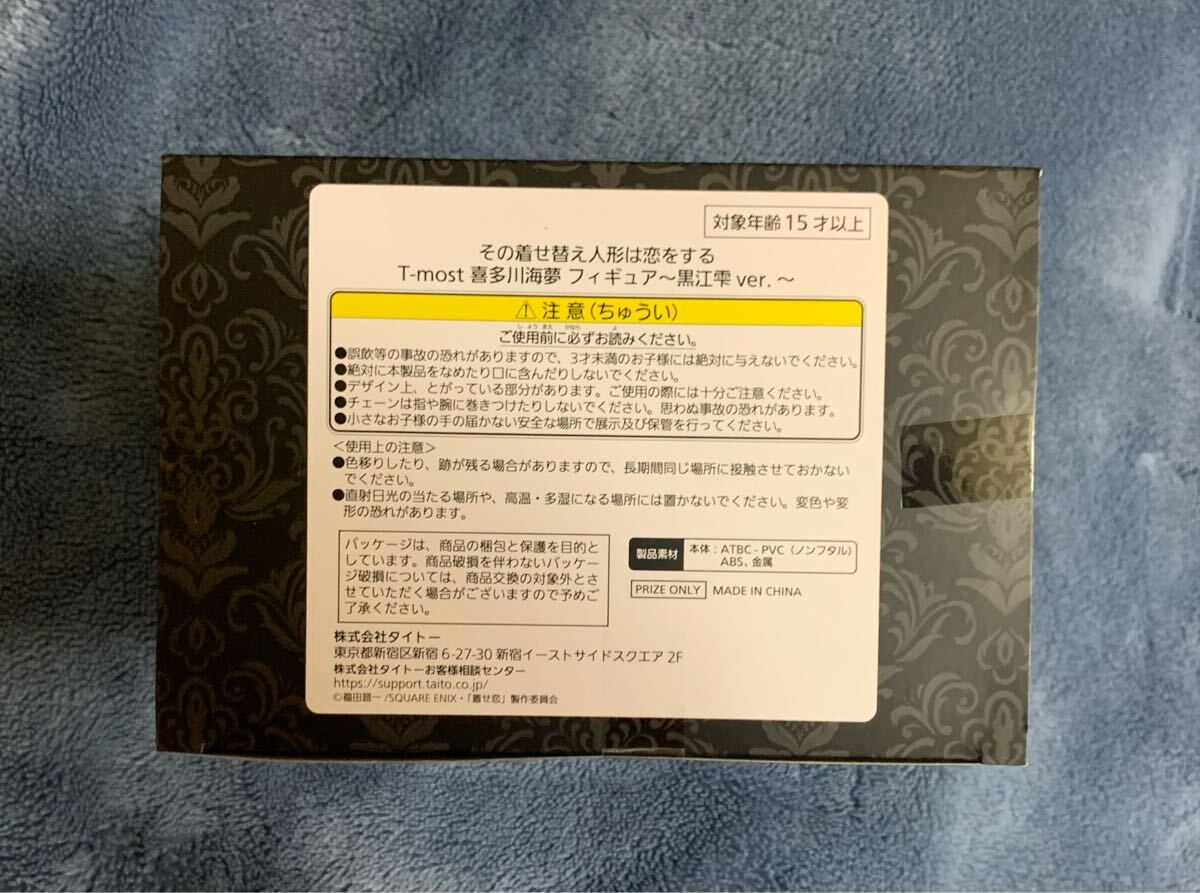 対象年齢 15 才以上
その着せ替え人形は恋をする
T-most 喜多川海夢 フィギュア～黒江雫 ver. ～
⚠ 注 意（ちゅうい）
しよう まえ かなら よ
ご使用前に必ずお読みください。
●誤飲等の事故の恐れがありますので、3才未満のお子様には絶対に与えないでください。
●絶対に本製品をなめたり口に含んだりしないでください。
●デザイン上、とがっている部分があります。ご使用の際には十分ご注意ください。
●チェーンは指や腕に巻きつけたりしないでください。思わぬ事故の恐れがあります。
●小さなお子様の手の届かない安全な場所で展示及び保管を行ってください。
＜使用上の注意＞
●色移りしたり、跡が残る場合がありますので、長期間同じ場所に接触させておかない
でください。
●直射日光の当たる場所や、高温・多湿になる場所には置かないでください。変色や変
形の恐れがあります。
パッケージは、商品の梱包と保護を目的と
しています。商品破損を伴わないパッケー
ジ破損については、商品交換の対象外とさ
せていただく場合がございますので予めご
了承ください。
製品素材
本体：ATBC - PVC（ノンフタル）
ABS、金属
PRIZE ONLY MADE IN CHINA
株式会社タイトー
東京都新宿区新宿 6-27-30 新宿イーストサイドスクエア 2F
株式会社タイトーお客様相談センター
https://support.taito.co.jp/
©福田晋一 /SQUARE ENIX・「着せ恋」製作委員会